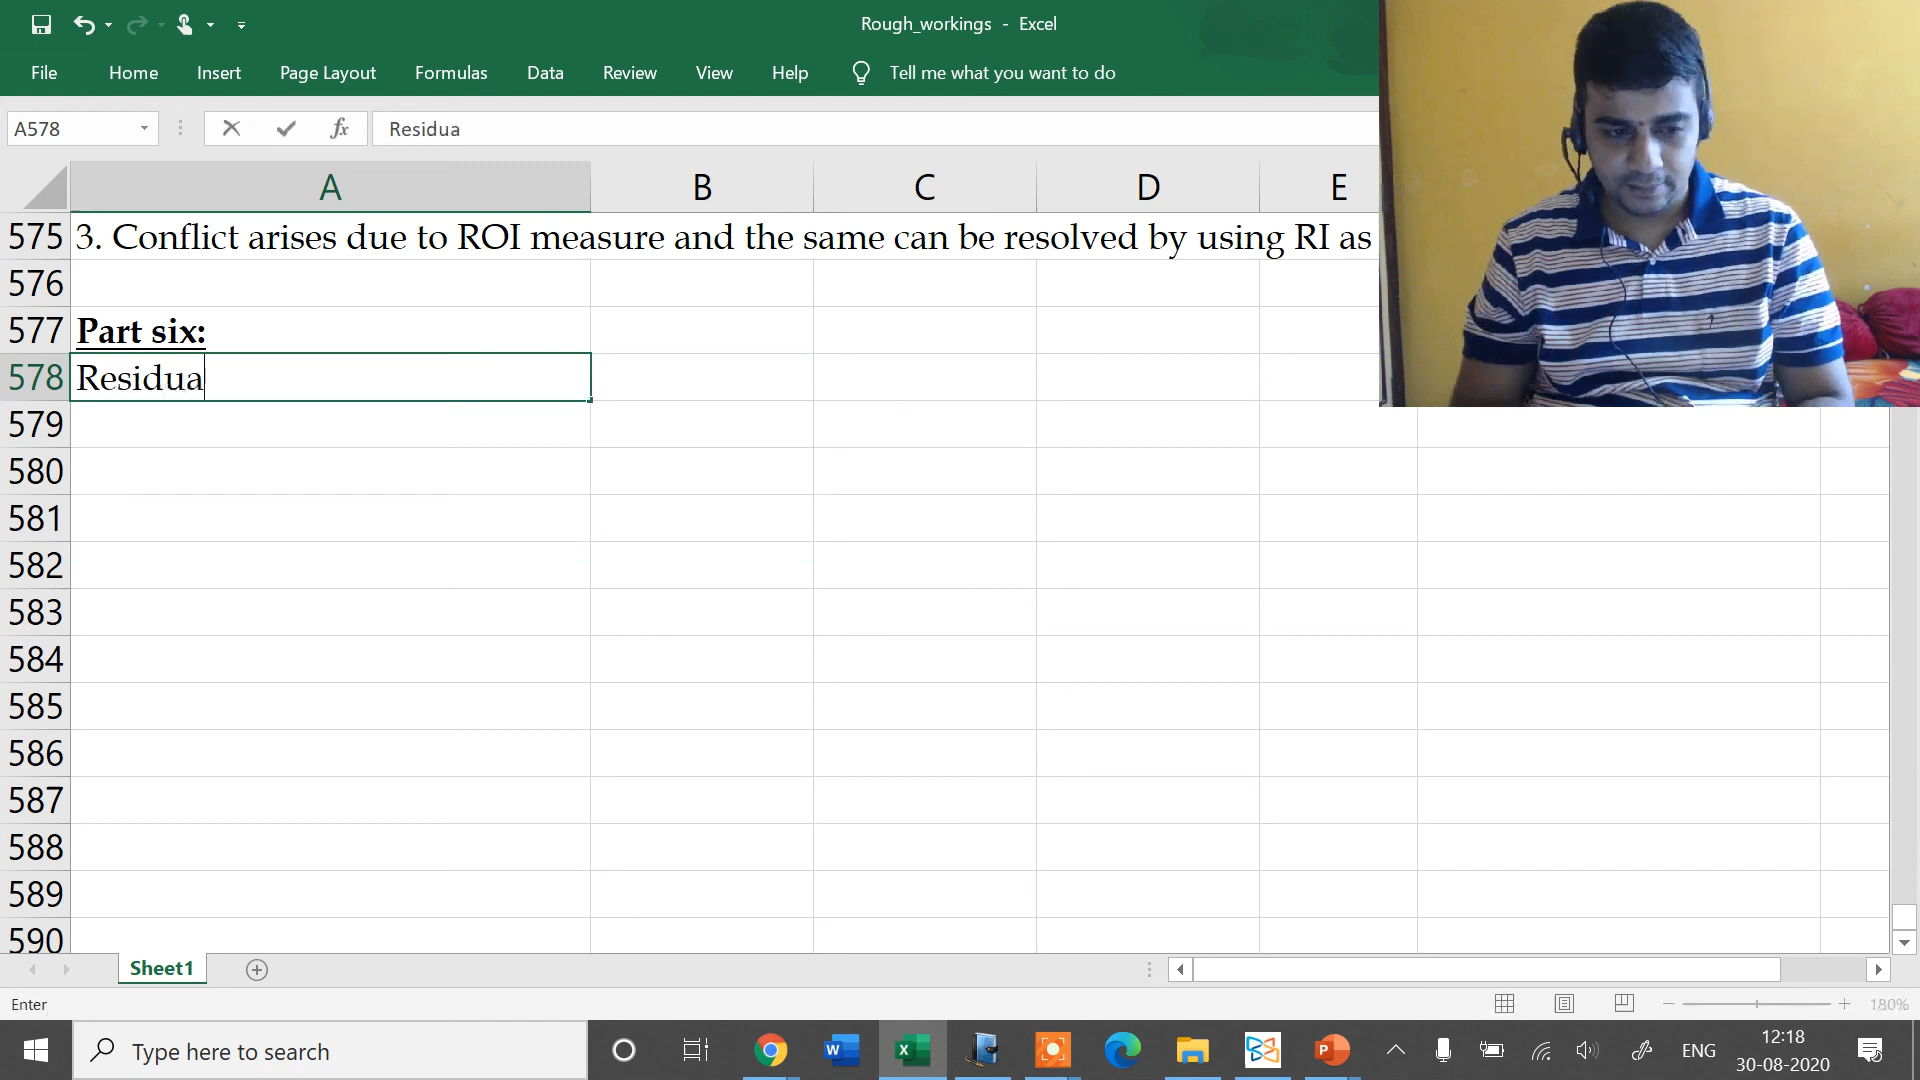 Rough_workings - Excel
File Home Insert Page Layout Formulas Data Review View Help Tell me what you want to do
A578 fx Residua
A B C D E
575 3. Conflict arises due to ROI measure and the same can be resolved by using RI as
576
577 Part six:
578 Residua
579
580
581
582
583
584
585
586
587
588
589
590
Sheet1
Enter 180%
Type here to search ENG 12:18
30-08-2020